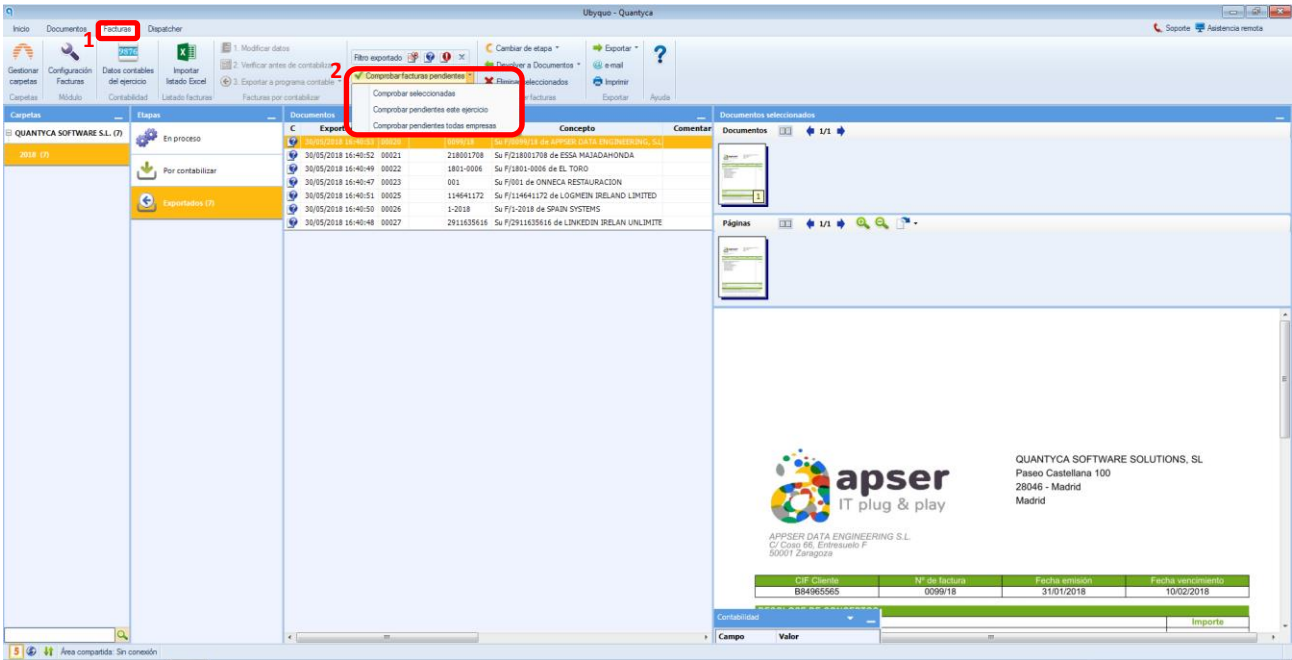 Ubyquo - Quantyca
Inicio Documentos Facturas Dispatcher
Soporte Asistencia remota
1
Gestionar carpetas
Configuración Facturas
Datos contables del ejercicio
Importar listado Excel
1. Modificar datos
2. Verificar antes de contabilizar
3. Exportar a programa contable
Filtro exportado
2
Comprobar facturas pendientes
Comprobar seleccionadas
Comprobar pendientes este ejercicio
Comprobar pendientes todas empresas
Cambiar de etapa
Devolver a Documentos
Eliminar seleccionados
Exportar
e-mail
Imprimir
?
Carpetas Módulo Contabilidad Listado facturas Facturas por contabilizar facturas Exportar Ayuda
Carpetas
QUANTYCA SOFTWARE S.L. (7)
2018 (7)
Etapas
En proceso
Por contabilizar
Exportados (7)
Documentos
C Export Concepto Comentar
30/05/2018 16:40:53 00020 0099/18 Su F/0099/18 de APPSER DATA ENGINEERING, S.L
30/05/2018 16:40:52 00021 218001708 Su F/218001708 de ESSA MAJADAHONDA
30/05/2018 16:40:49 00022 1801-0006 Su F/1801-0006 de EL TORO
30/05/2018 16:40:47 00023 001 Su F/001 de ONNECA RESTAURACION
30/05/2018 16:40:51 00025 114641172 Su F/114641172 de LOGMEIN IRELAND LIMITED
30/05/2018 16:40:50 00026 1-2018 Su F/1-2018 de SPAIN SYSTEMS
30/05/2018 16:40:48 00027 2911635616 Su F/2911635616 de LINKEDIN IRELAN UNLIMITE
Documentos seleccionados
Documentos 1/1
1
Páginas 1/1
apser
IT plug & play
APPSER DATA ENGINEERING S.L.
C/ Coso 66, Entresuelo F
50001 Zaragoza
QUANTYCA SOFTWARE SOLUTIONS, SL
Paseo Castellana 100
28046 - Madrid
Madrid
CIF Cliente Nº de factura Fecha emisión Fecha vencimiento
B84965565 0099/18 31/01/2018 10/02/2018
Importe
Contabilidad
Campo Valor
5 Área compartida: Sin conexión